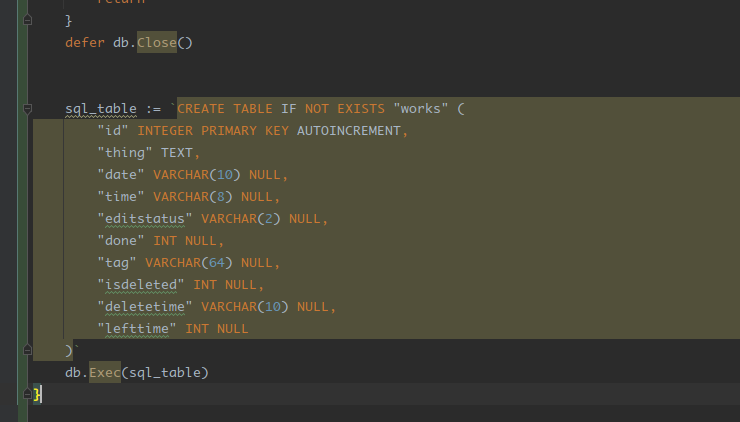 return
}
defer db.Close()
sql_table := `CREATE TABLE IF NOT EXISTS "works" (
"id" INTEGER PRIMARY KEY AUTOINCREMENT,
"thing" TEXT,
"date" VARCHAR(10) NULL,
"time" VARCHAR(8) NULL,
"editstatus" VARCHAR(2) NULL,
"done" INT NULL,
"tag" VARCHAR(64) NULL,
"isdeleted" INT NULL,
"deletetime" VARCHAR(10) NULL,
"lefttime" INT NULL
)`
db.Exec(sql_table)
}